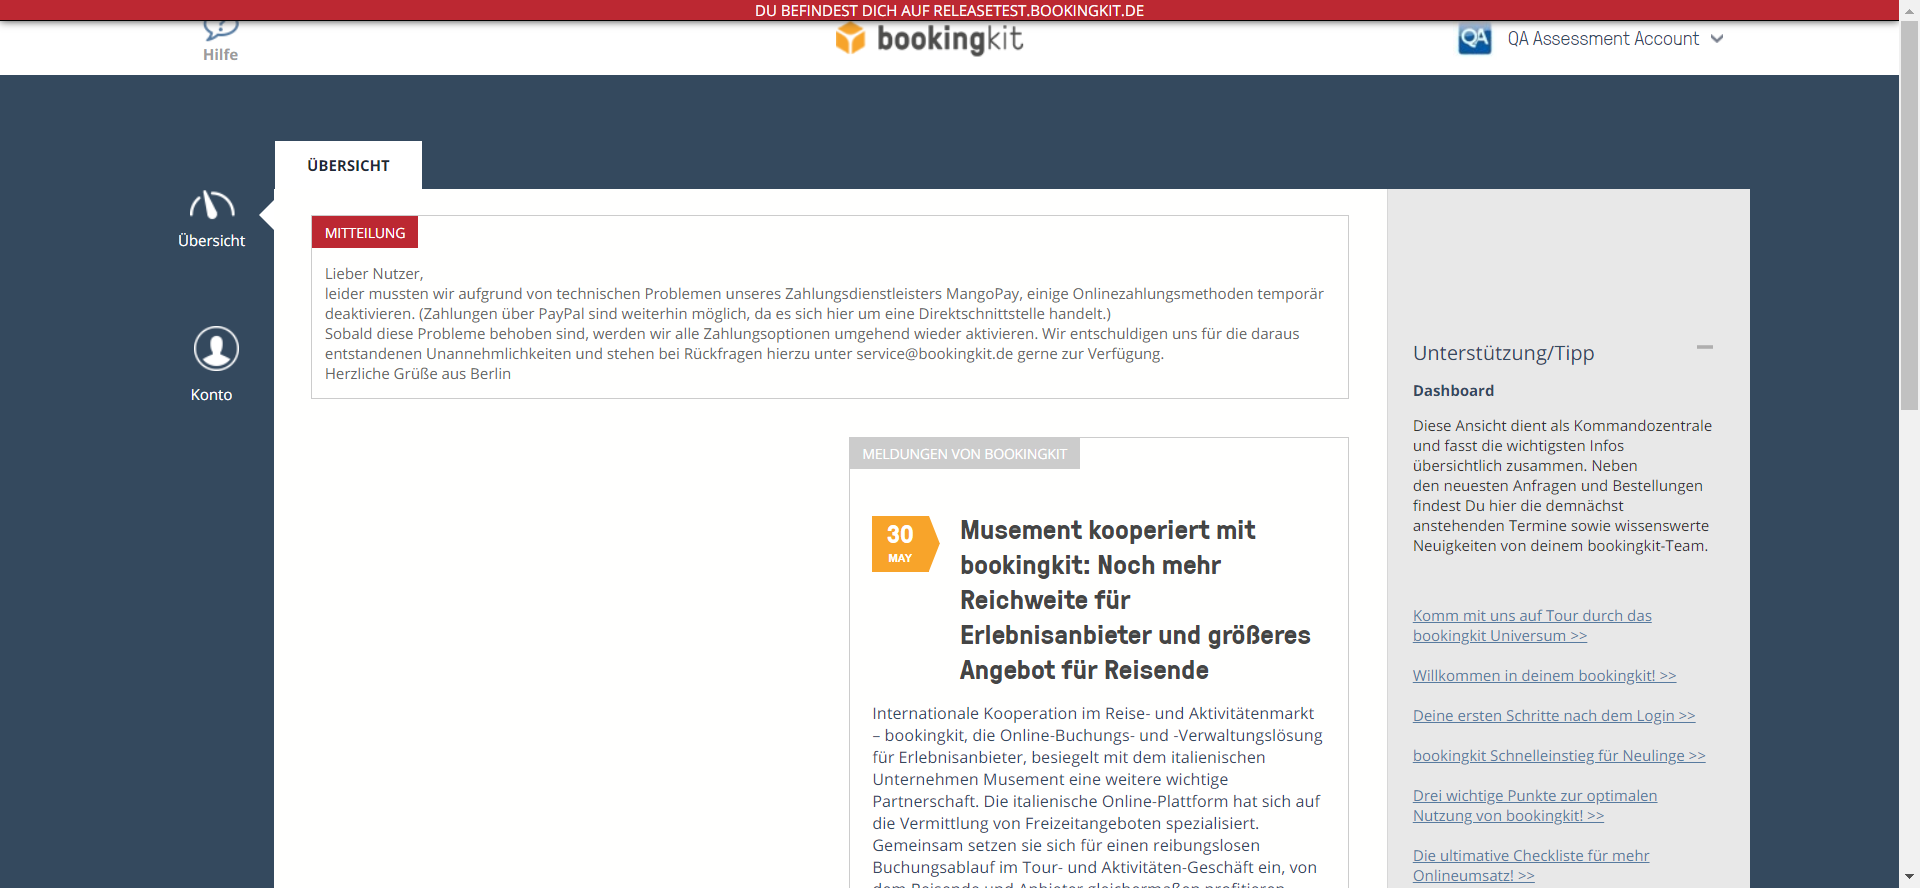 DU BEFINDEST DICH AUF RELEASETEST.BOOKINGKIT.DE
Hilfe
bookingkit
QA
QA Assessment Account
ÜBERSICHT
Übersicht
Konto
MITTEILUNG
Lieber Nutzer,
leider mussten wir aufgrund von technischen Problemen unseres Zahlungsdienstleisters MangoPay, einige Onlinezahlungsmethoden temporär
deaktivieren. (Zahlungen über PayPal sind weiterhin möglich, da es sich hier um eine Direktschnittstelle handelt.)
Sobald diese Probleme behoben sind, werden wir alle Zahlungsoptionen umgehend wieder aktivieren. Wir entschuldigen uns für die daraus
entstandenen Unannehmlichkeiten und stehen bei Rückfragen hierzu unter service@bookingkit.de gerne zur Verfügung.
Herzliche Grüße aus Berlin
MELDUNGEN VON BOOKINGKIT
30
MAY
Musement kooperiert mit
bookingkit: Noch mehr
Reichweite für
Erlebnisanbieter und größeres
Angebot für Reisende
Internationale Kooperation im Reise- und Aktivitätenmarkt
– bookingkit, die Online-Buchungs- und -Verwaltungslösung
für Erlebnisanbieter, besiegelt mit dem italienischen
Unternehmen Musement eine weitere wichtige
Partnerschaft. Die italienische Online-Plattform hat sich auf
die Vermittlung von Freizeitangeboten spezialisiert.
Gemeinsam setzen sie sich für einen reibungslosen
Buchungsablauf im Tour- und Aktivitäten-Geschäft ein, von
dem Reisende und Anbieter gleichermaßen profitieren
Unterstützung/Tipp
Dashboard
Diese Ansicht dient als Kommandozentrale
und fasst die wichtigsten Infos
übersichtlich zusammen. Neben
den neuesten Anfragen und Bestellungen
findest Du hier die demnächst
anstehenden Termine sowie wissenswerte
Neuigkeiten von deinem bookingkit-Team.
Komm mit uns auf Tour durch das
bookingkit Universum >>
Willkommen in deinem bookingkit! >>
Deine ersten Schritte nach dem Login >>
bookingkit Schnelleinstieg für Neulinge >>
Drei wichtige Punkte zur optimalen
Nutzung von bookingkit! >>
Die ultimative Checkliste für mehr
Onlineumsatz! >>